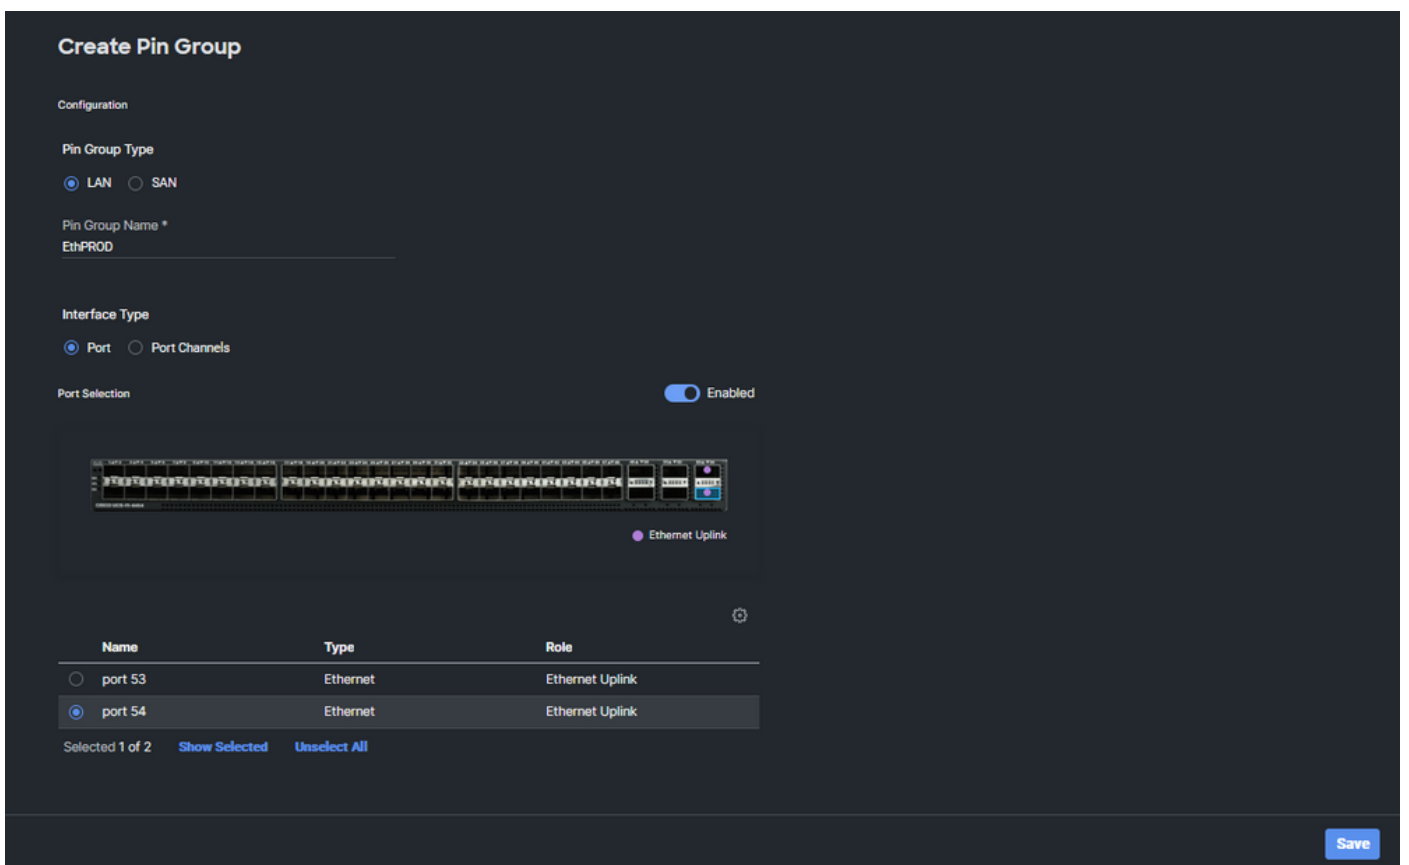 Create Pin Group
Configuration
Pin Group Type
LAN SAN
Pin Group Name *
EthPROD
Interface Type
Port Port Channels
Port Selection Enabled
Ethernet Uplink
Name Type Role
port 53 Ethernet Ethernet Uplink
port 54 Ethernet Ethernet Uplink
Selected 1 of 2 Show Selected Unselect All
Save